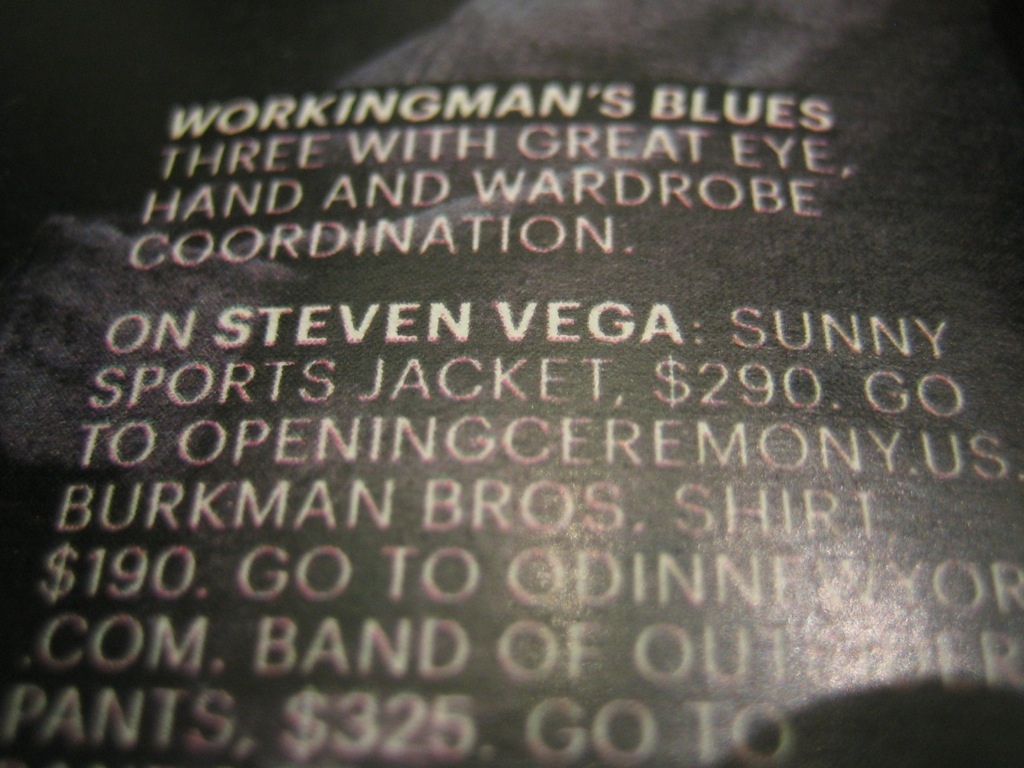 WORKINGMAN'S BLUES
THREE WITH GREAT EYE,
HAND AND WARDROBE
COORDINATION.
ON STEVEN VEGA: SUNNY
SPORTS JACKET, $290. GO
TO OPENINGCEREMONY.US.
BURKMAN BROS. SHIRT,
$190. GO TO
.COM. BAND OF
PANTS, $325. GO TO